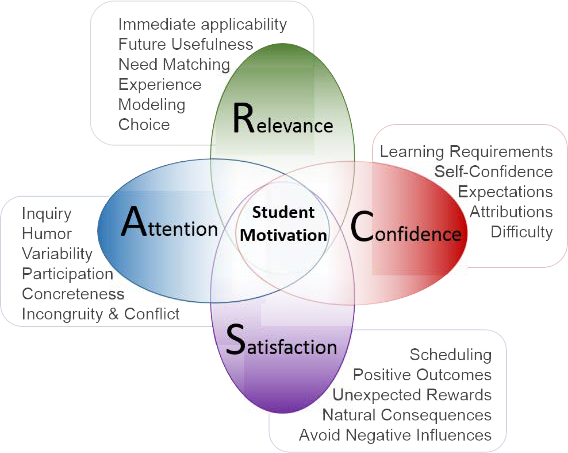 Immediate applicability
Future Usefulness
Need Matching
Experience
Modeling
Choice
Relevance
Learning Requirements
Self-Confidence
Expectations
Attributions
Difficulty
Attention
Student
Motivation
Confidence
Inquiry
Humor
Variability
Participation
Concreteness
Incongruity & Conflict
Satisfaction
Scheduling
Positive Outcomes
Unexpected Rewards
Natural Consequences
Avoid Negative Influences